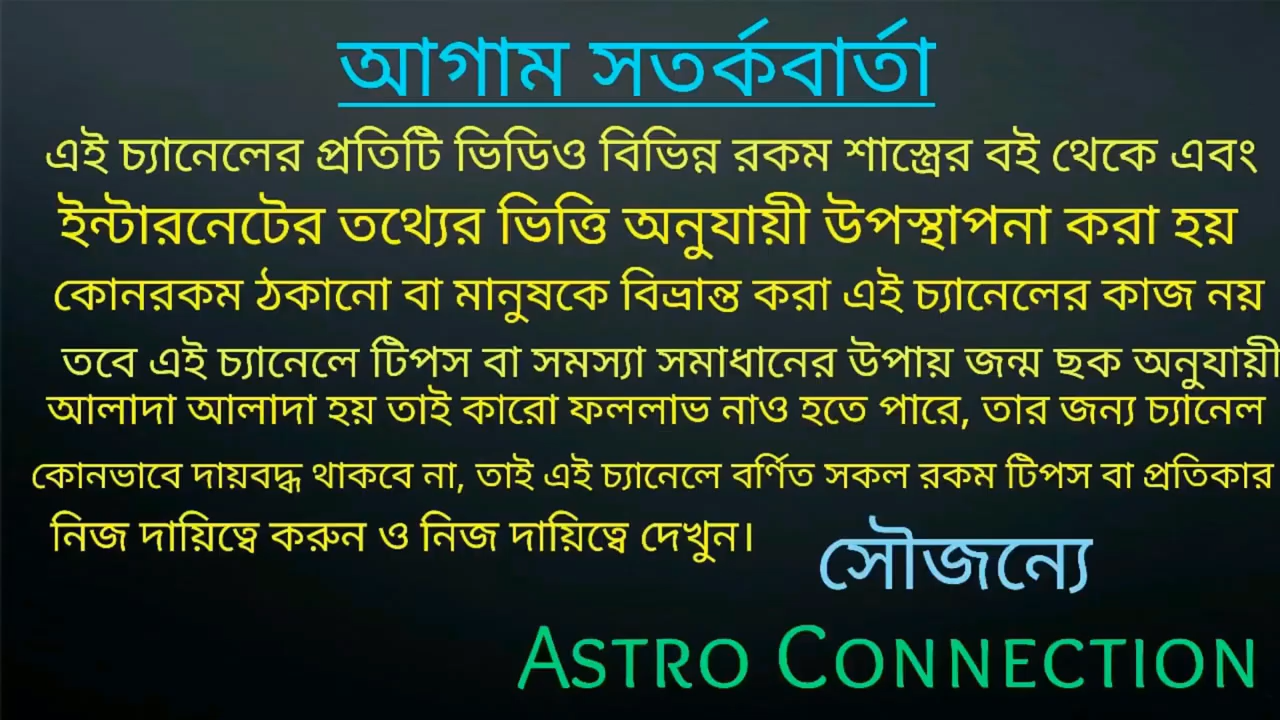 আগাম সতর্কবার্তা
এই চ্যানেলের প্রতিটি ভিডিও বিভিন্ন রকম শাস্ত্রের বই থেকে এবং
ইন্টারনেটের তথ্যের ভিত্তি অনুযায়ী উপস্থাপনা করা হয়
কোনরকম ঠকানো বা মানুষকে বিভ্রান্ত করা এই চ্যানেলের কাজ নয়
তবে এই চ্যানেলে টিপস বা সমস্যা সমাধানের উপায় জন্ম ছক অনুযায়ী
আলাদা আলাদা হয় তাই কারো ফললাভ নাও হতে পারে, তার জন্য চ্যানেল
কোনভাবে দায়বদ্ধ থাকবে না, তাই এই চ্যানেলে বর্ণিত সকল রকম টিপস বা প্রতিকার
নিজ দায়িত্বে করুন ও নিজ দায়িত্বে দেখুন।
সৌজন্যে
ASTRO CONNECTION